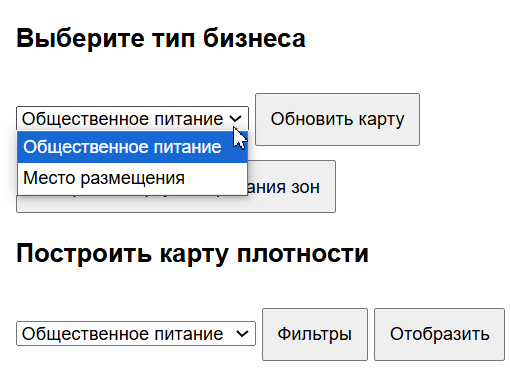 Выберите тип бизнеса
Общественное питание Обновить карту
Общественное питание
Место размещения
зон
Построить карту плотности
Общественное питание Фильтры Отобразить